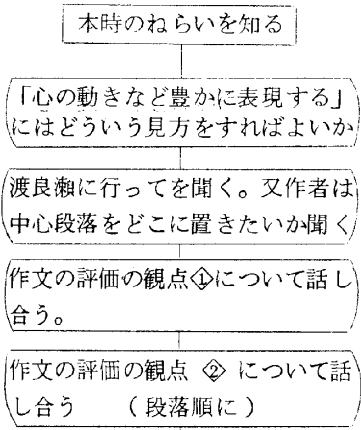 本時のねらいを知る
「心の動きなど豊かに表現する」
にはどういう見方をすればよいか
渡良瀬に行ってを聞く。又作者は
中心段落をどこに置きたいか聞く
作文の評価の観点①について話し
合う。
作文の評価の観点 ② について話
し合う (段落順に)